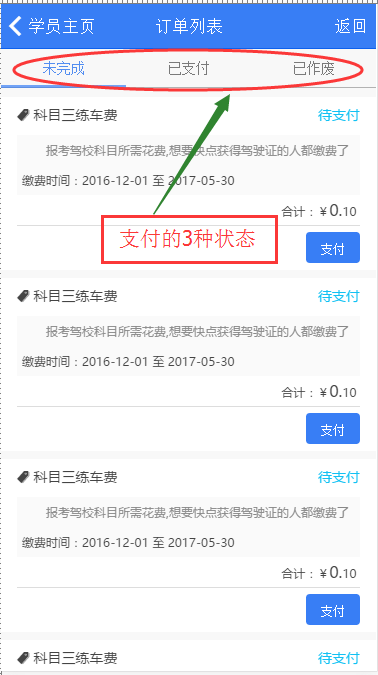 学员主页 订单列表 返回
未完成 已支付 已作废
科目三练车费 待支付
报考驾校科目所需花费,想要快点获得驾驶证的人都缴费了
缴费时间：2016-12-01 至 2017-05-30
合计：￥0.10
支付的3种状态
支付
科目三练车费 待支付
报考驾校科目所需花费,想要快点获得驾驶证的人都缴费了
缴费时间：2016-12-01 至 2017-05-30
合计：￥0.10
支付
科目三练车费 待支付
报考驾校科目所需花费,想要快点获得驾驶证的人都缴费了
缴费时间：2016-12-01 至 2017-05-30
合计：￥0.10
支付
科目三练车费 待支付